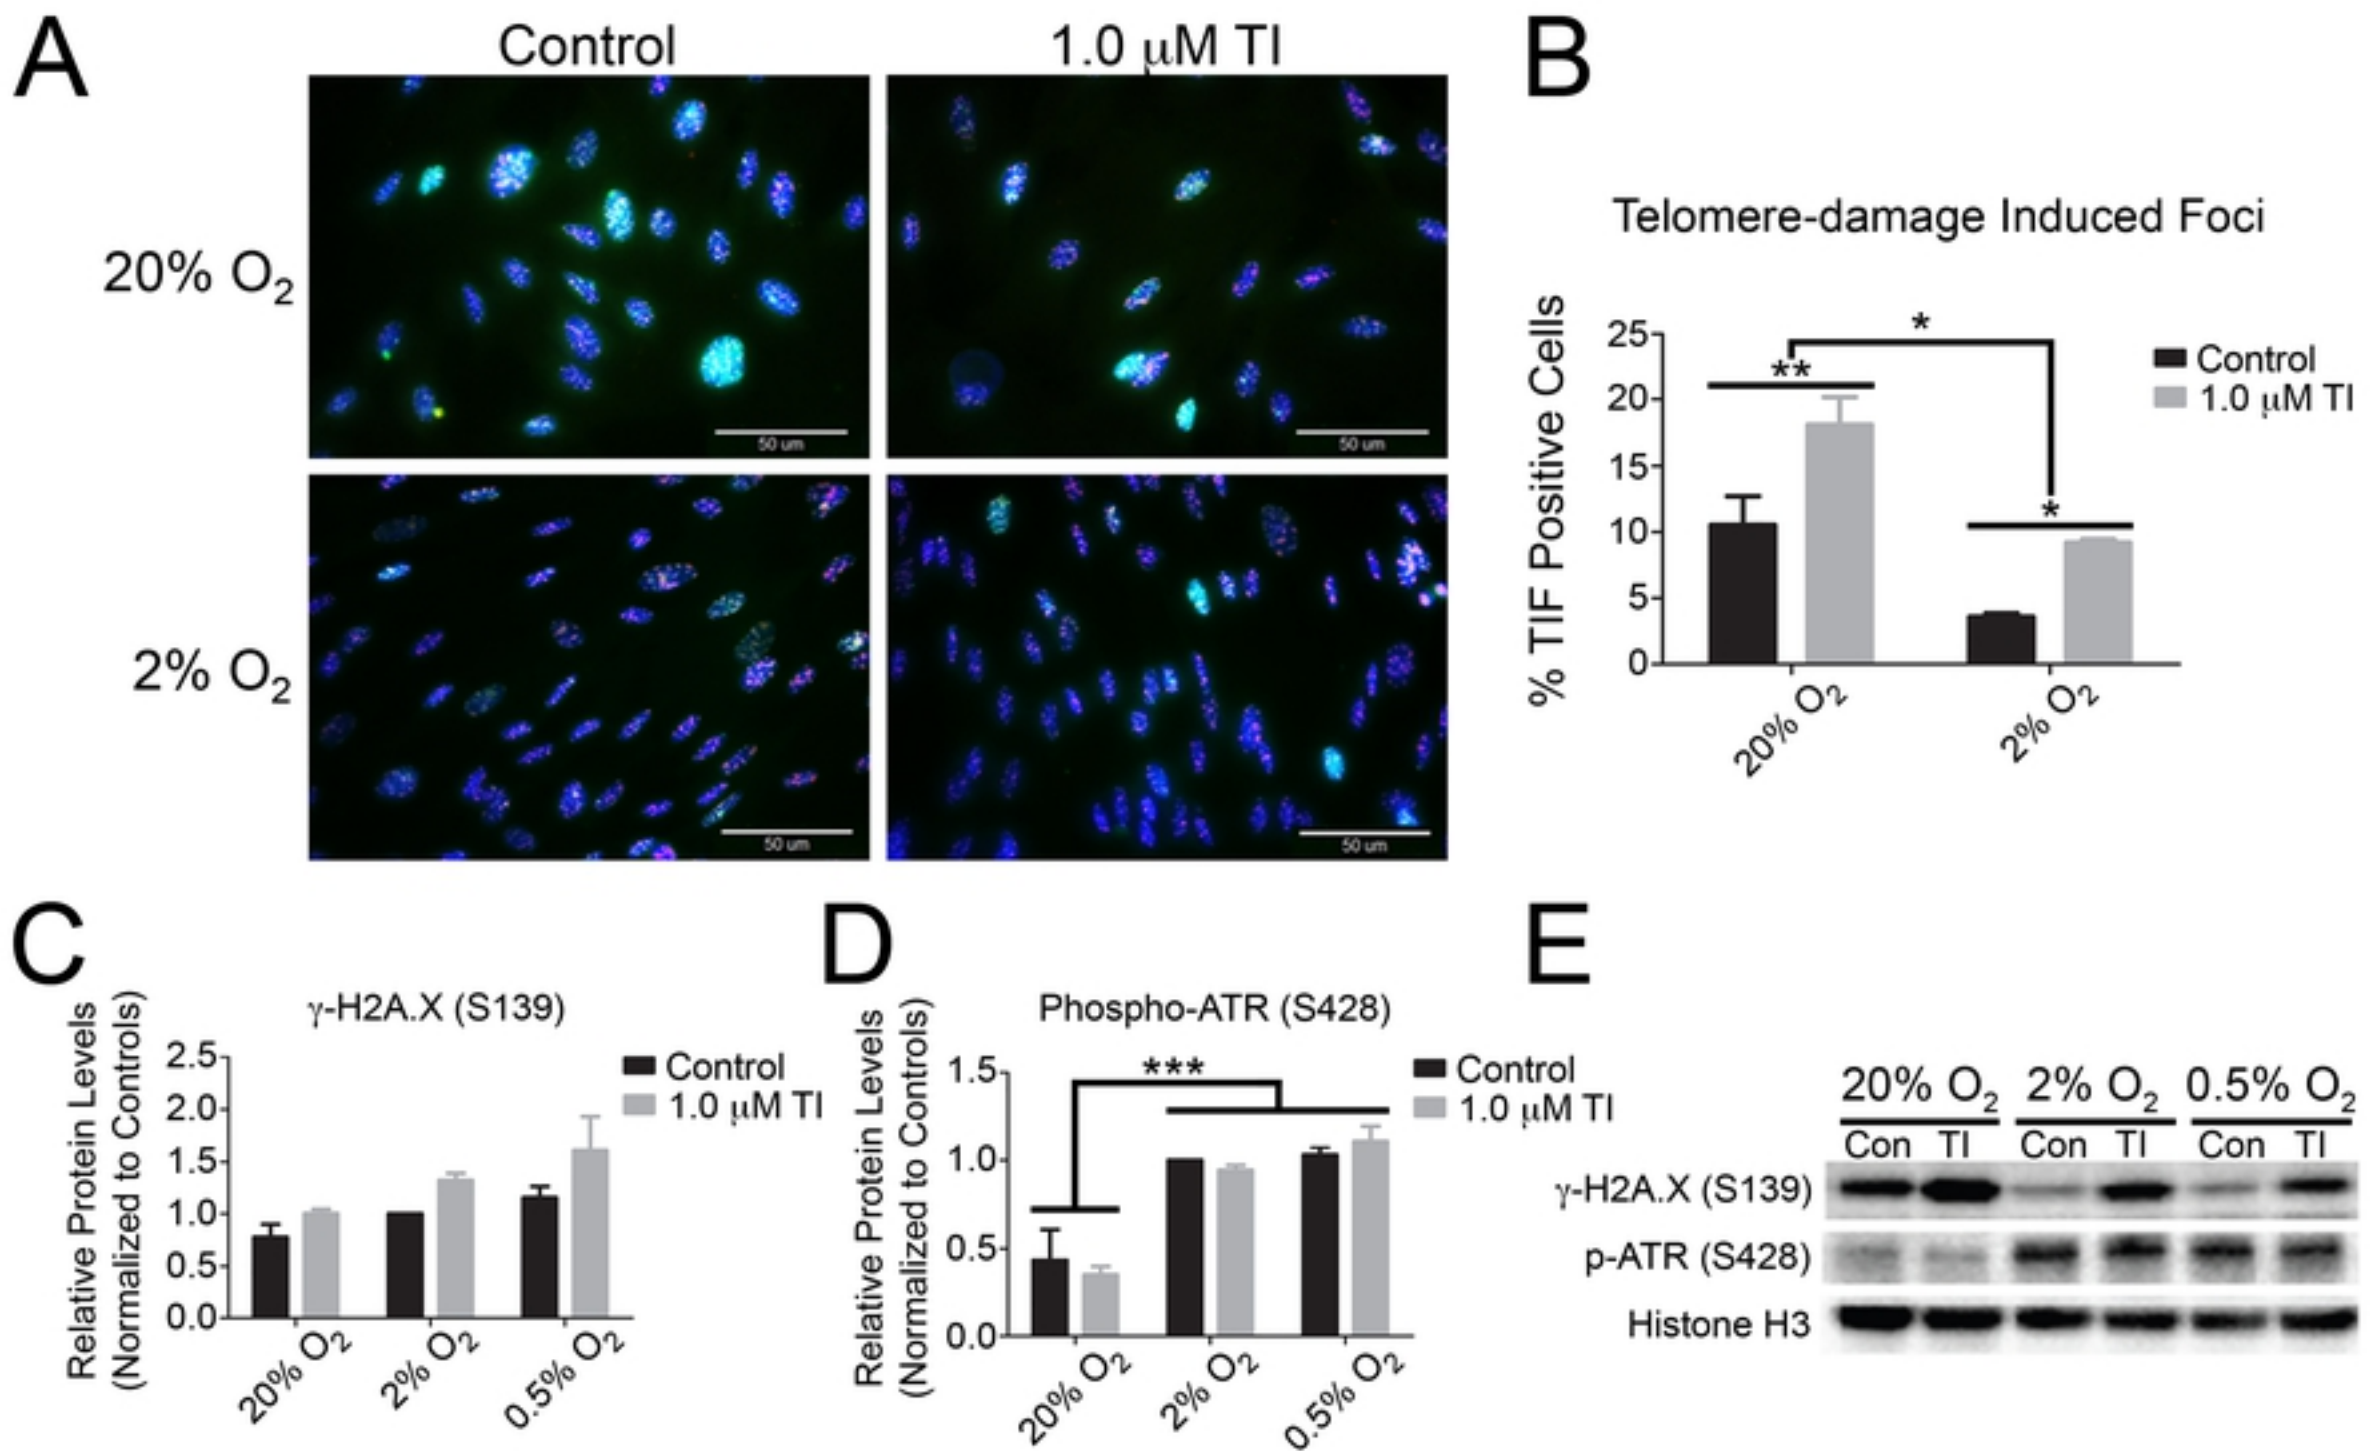 A
Control
1.0 μM TI
20% O₂
50 um
50 um
2% O₂
50 um
50 um
B
Telomere-damage Induced Foci
% TIF Positive Cells
25
20
15
10
5
0
*
**
*
Control
1.0 μM TI
20% O₂
2% O₂
C
γ-H2A.X (S139)
Relative Protein Levels
(Normalized to Controls)
2.5
2.0
1.5
1.0
0.5
0.0
Control
1.0 μM TI
20% O₂
2% O₂
0.5% O₂
D
Phospho-ATR (S428)
Relative Protein Levels
(Normalized to Controls)
1.5
1.0
0.5
0.0
***
Control
1.0 μM TI
20% O₂
2% O₂
0.5% O₂
E
20% O₂ 2% O₂ 0.5% O₂
Con TI Con TI Con TI
γ-H2A.X (S139)
p-ATR (S428)
Histone H3